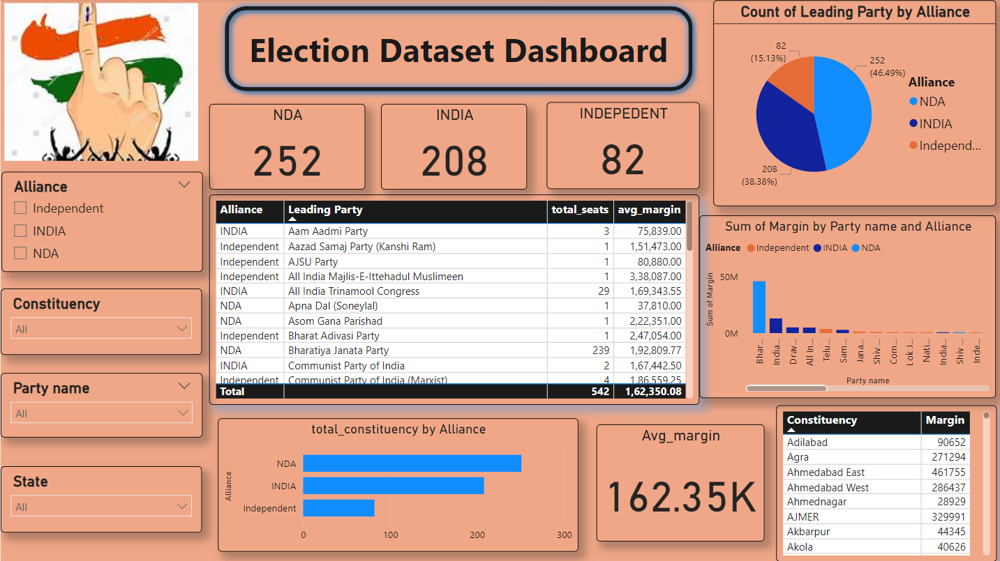 Election Dataset Dashboard
NDA
252
INDIA
208
INDEPEDENT
82
Count of Leading Party by Alliance
82
(15.13%)
252
(46.49%)
208
(38.38%)
Alliance
NDA
INDIA
Independ...
Alliance
Independent
INDIA
NDA
Constituency
All
Party name
All
State
All
Alliance Leading Party total_seats avg_margin
INDIA Aam Aadmi Party 3 75,839.00
Independent Aazad Samaj Party (Kanshi Ram) 1 1,51,473.00
Independent AJSU Party 1 80,880.00
Independent All India Majlis-E-Ittehadul Muslimeen 1 3,38,087.00
INDIA All India Trinamool Congress 29 1,69,343.55
NDA Apna Dal (Soneylal) 1 37,810.00
NDA Asom Gana Parishad 1 2,22,351.00
Independent Bharat Adivasi Party 1 2,47,054.00
NDA Bharatiya Janata Party 239 1,92,809.77
INDIA Communist Party of India 2 1,67,442.50
Independent Communist Party of India (Marxist) 4 1,86,559.25
Total 542 1,62,350.08
Sum of Margin by Party name and Alliance
Alliance Independent INDIA NDA
Sum of Margin
50M
0M
Bhar... India... Drav... All In... Telu... Sam... Jana... Shiv ... Com... Lok J... Nati... India... Shiv ... Inde...
Party name
total_constituency by Alliance
Alliance
NDA
INDIA
Independent
0 100 200 300
Avg_margin
162.35K
Constituency Margin
Adilabad 90652
Agra 271294
Ahmedabad East 461755
Ahmedabad West 286437
Ahmednagar 28929
AJMER 329991
Akbarpur 44345
Akola 40626